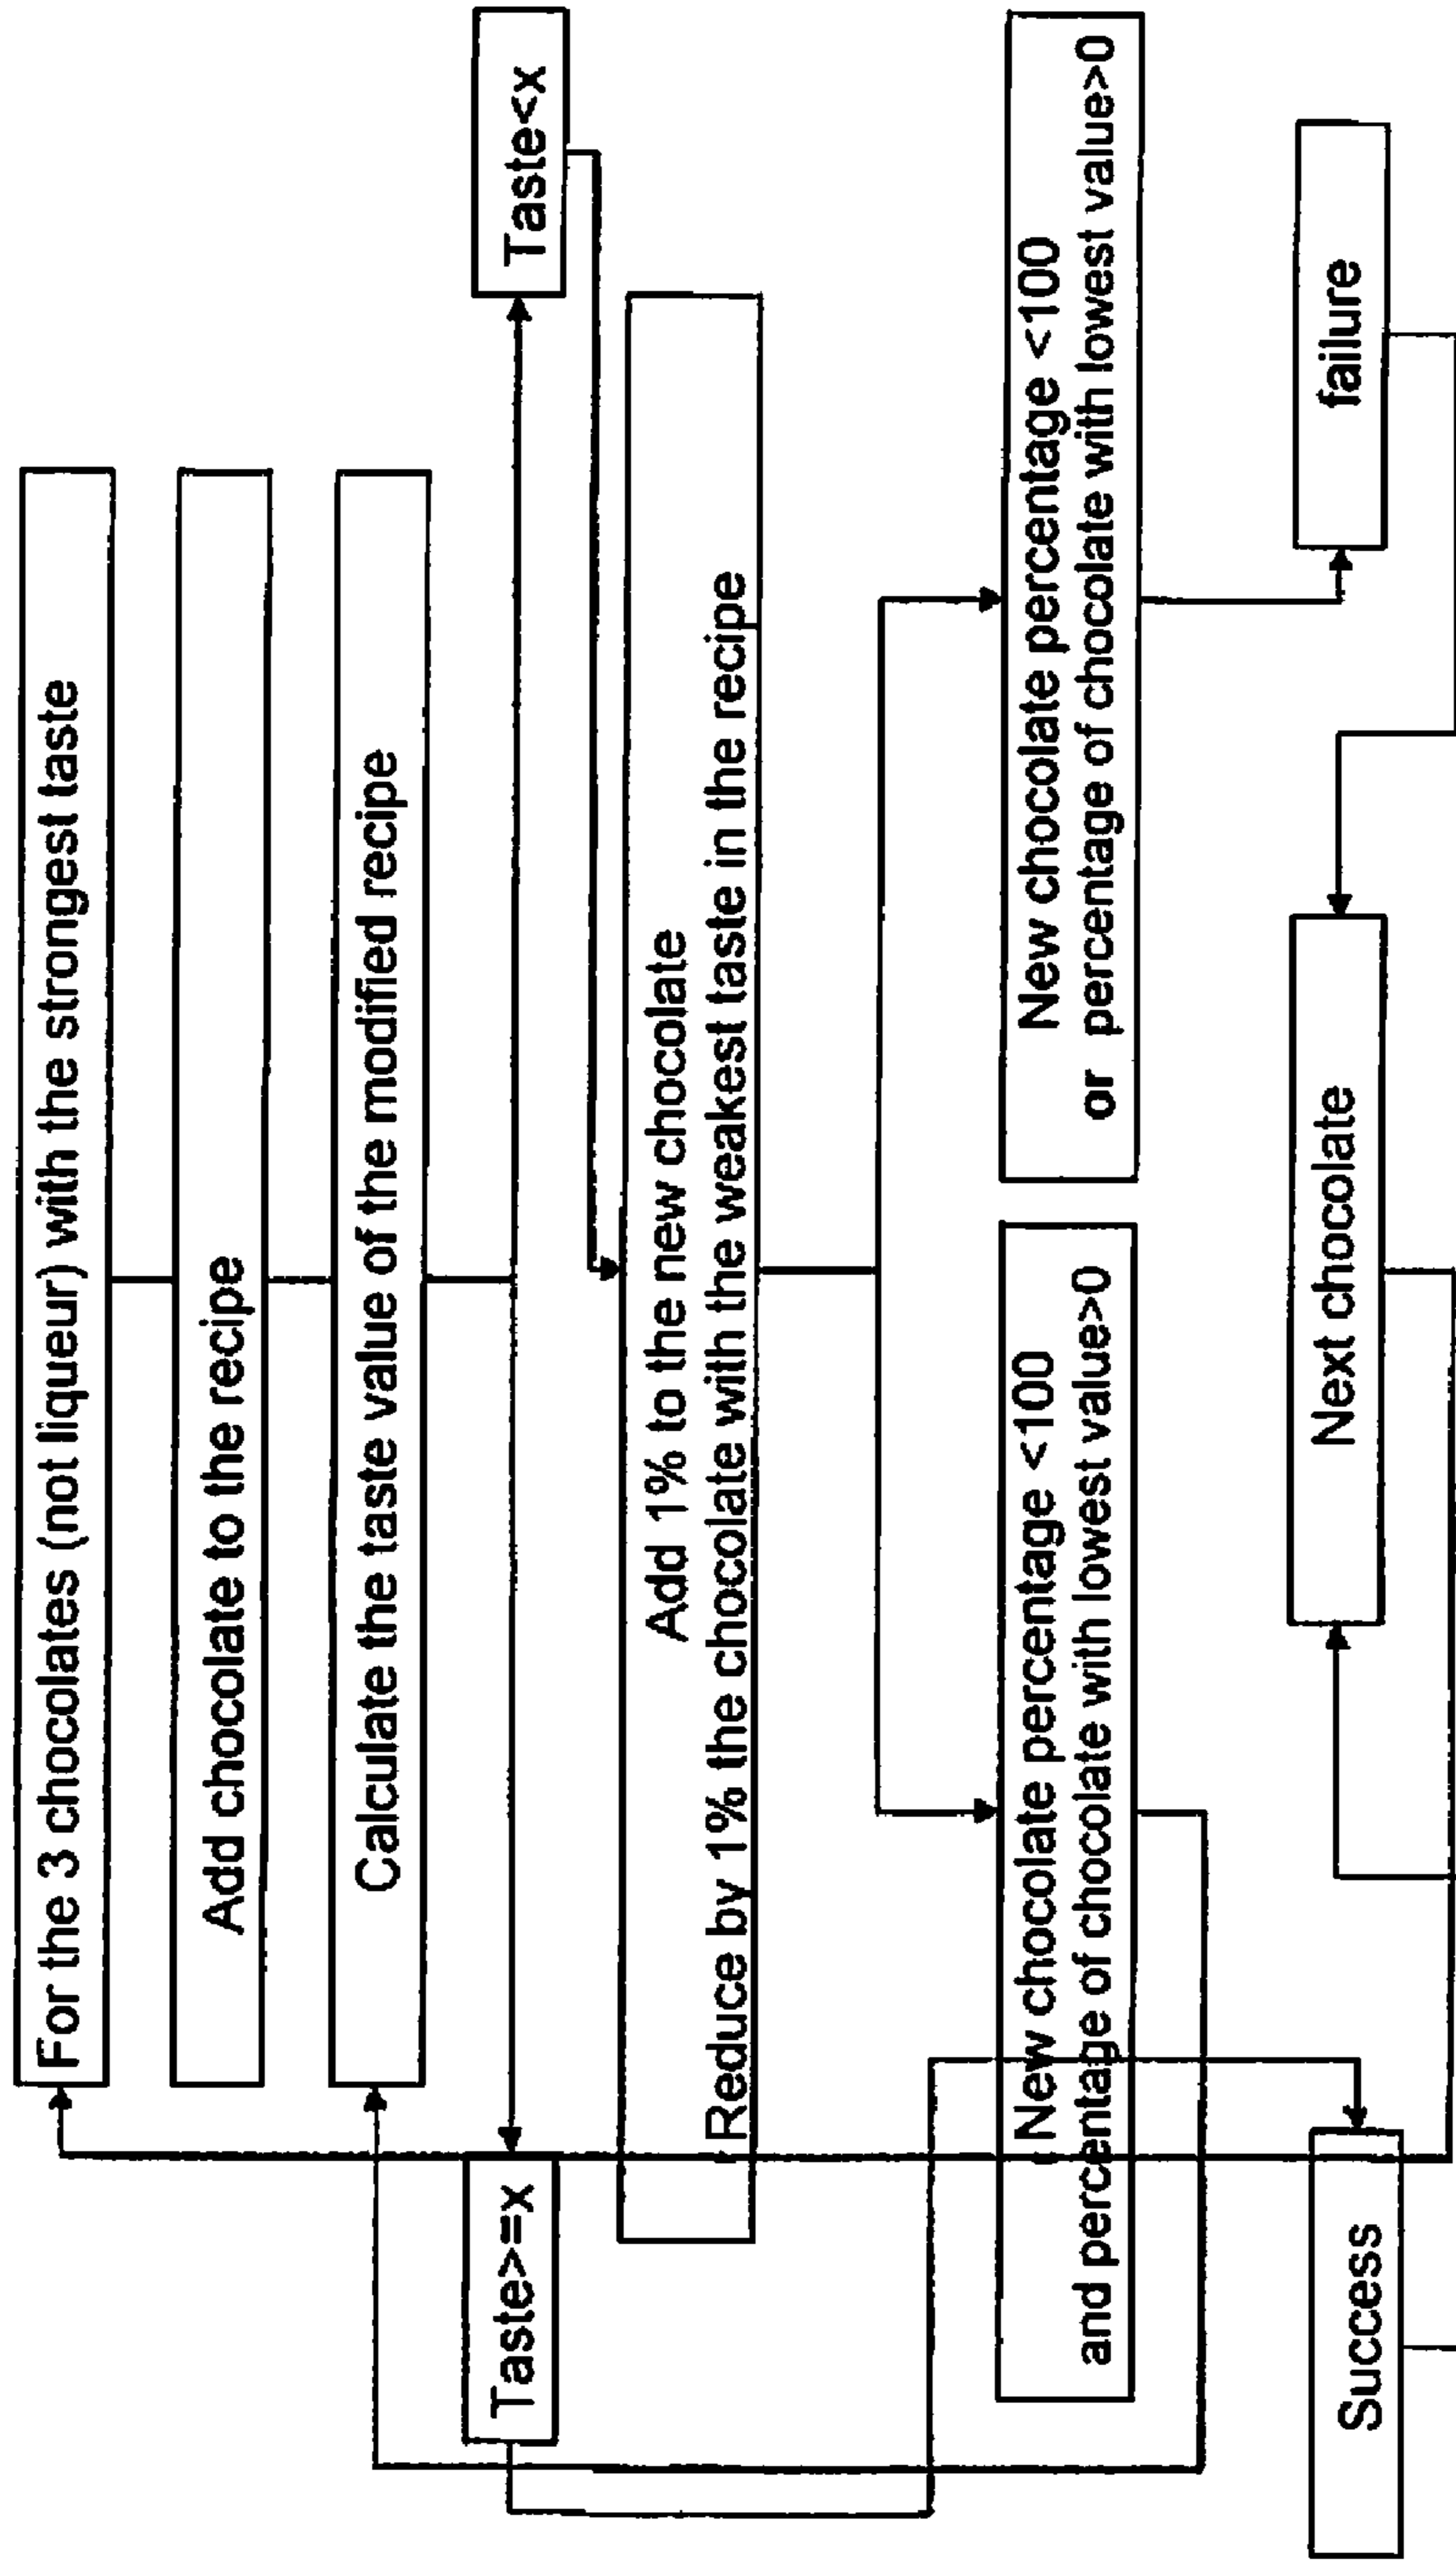 For the 3 chocolates (not liqueur) with the strongest taste
Add chocolate to the recipe
Calculate the taste value of the modified recipe
Taste>=x
Taste<x
Add 1% to the new chocolate
Reduce by 1% the chocolate with the weakest taste in the recipe
New chocolate percentage <100
and percentage of chocolate with lowest value>0
New chocolate percentage <100
or percentage of chocolate with lowest value>0
Success
Next chocolate
failure